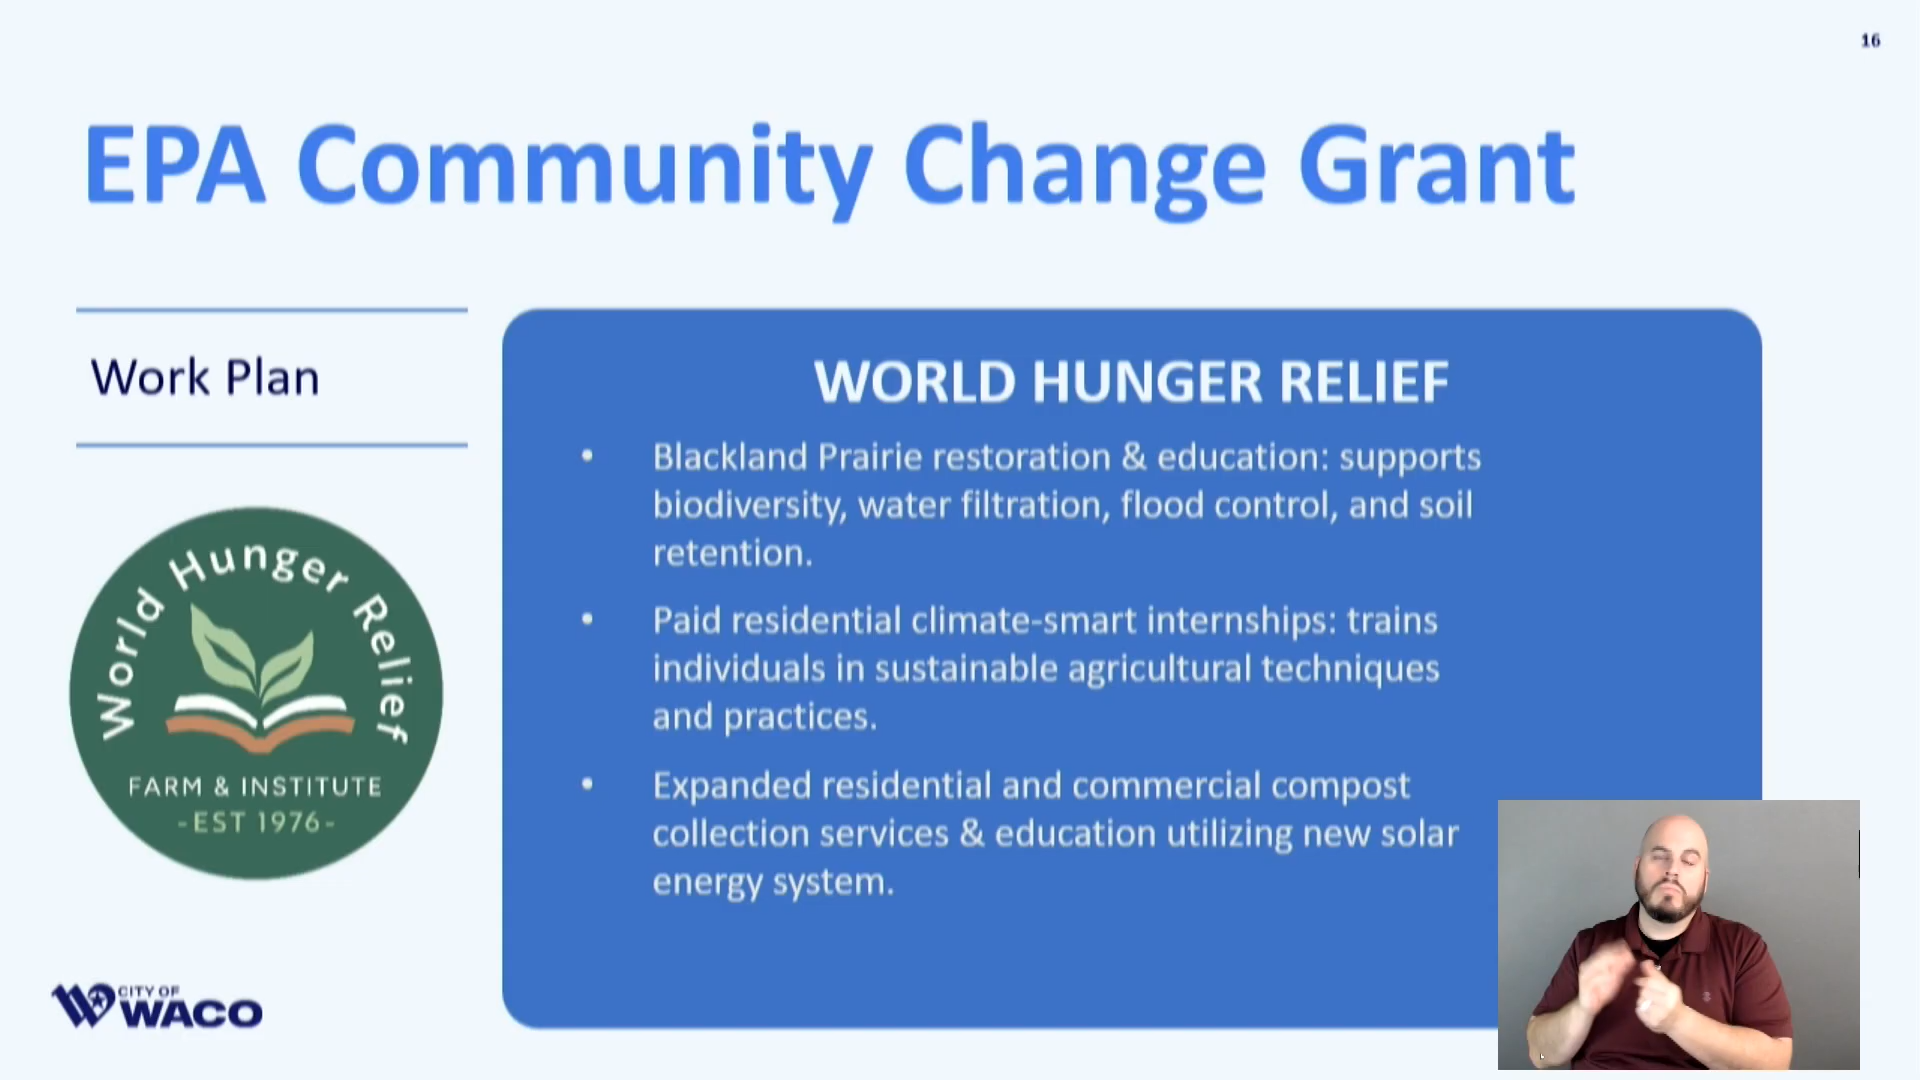 16
EPA Community Change Grant
Work Plan
World Hunger Relief
FARM & INSTITUTE
-EST 1976-
CITY OF
WACO
WORLD HUNGER RELIEF
• Blackland Prairie restoration & education: supports
biodiversity, water filtration, flood control, and soil
retention.
• Paid residential climate-smart internships: trains
individuals in sustainable agricultural techniques
and practices.
• Expanded residential and commercial compost
collection services & education utilizing new solar
energy system.